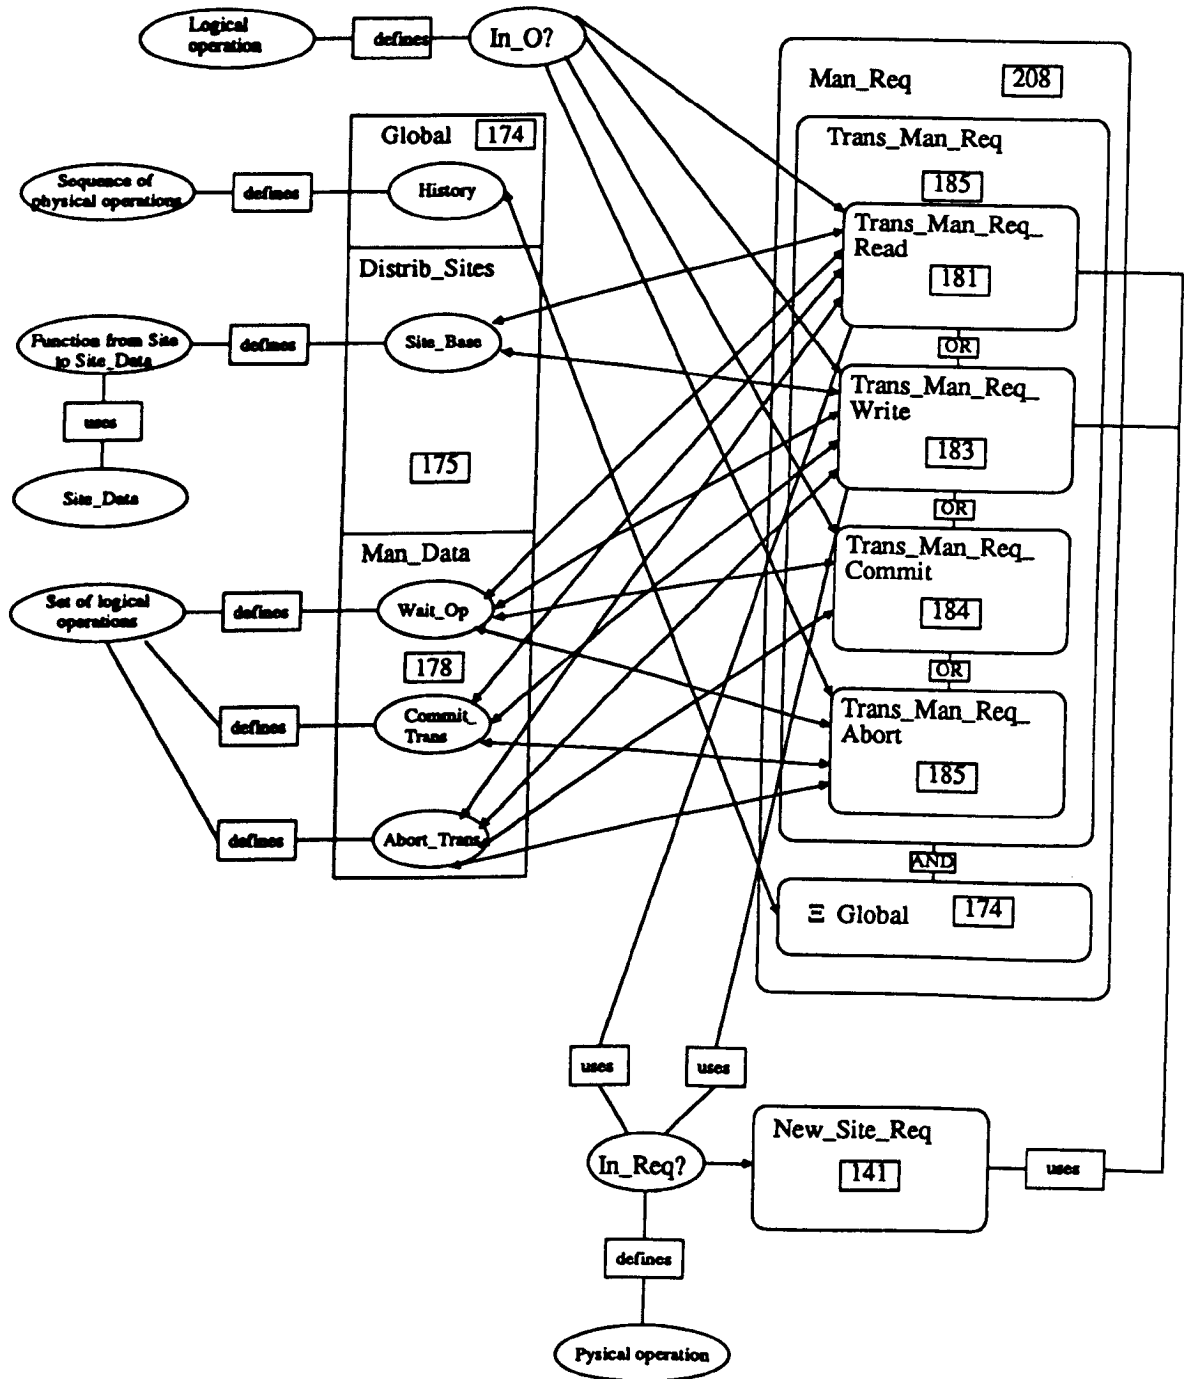 Logical
operation
defines
In_O?
Man_Req
208
Global
174
Trans_Man_Req
185
Sequence of
physical operations
defines
History
Trans_Man_Req_
Read
181
Distrib_Sites
Function from Site
to Site_Data
defines
Site_Base
OR
Trans_Man_Req_
Write
183
uses
175
Site_Data
OR
Man_Data
Trans_Man_Req_
Commit
184
Set of logical
operations
defines
Wait_Op
178
OR
Commit_
Trans
defines
Trans_Man_Req_
Abort
185
defines
Abort_Trans
AND
Ξ Global
174
uses
uses
New_Site_Req
141
In_Req?
uses
defines
Pysical operation